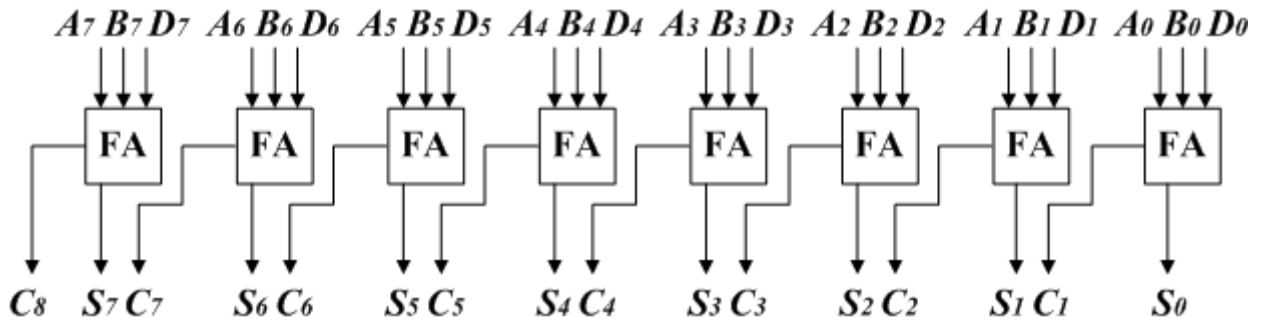 A7 B7 D7 A6 B6 D6 A5 B5 D5 A4 B4 D4 A3 B3 D3 A2 B2 D2 A1 B1 D1 A0 B0 D0
FA FA FA FA FA FA FA FA
C8 S7 C7 S6 C6 S5 C5 S4 C4 S3 C3 S2 C2 S1 C1 S0